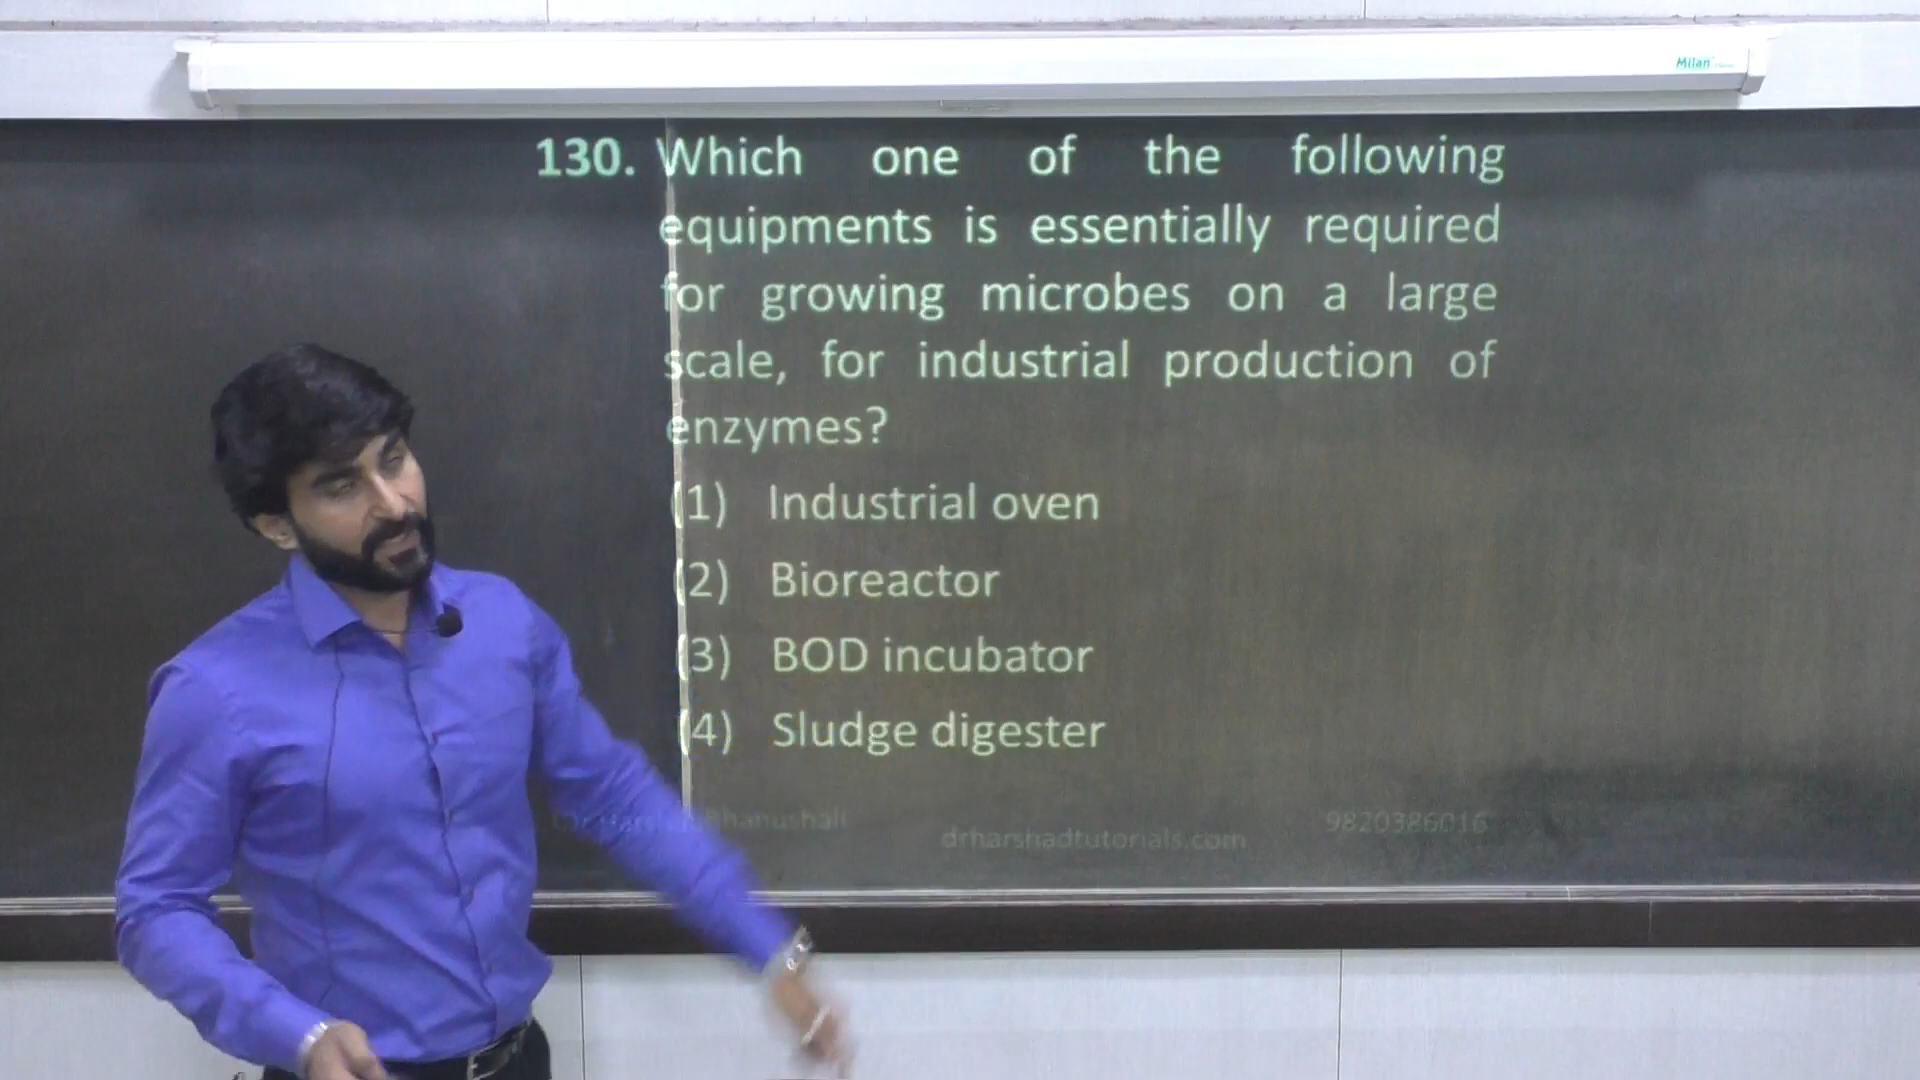 Milan
130. Which one of the following
equipments is essentially required
for growing microbes on a large
scale, for industrial production of
enzymes?
(1) Industrial oven
(2) Bioreactor
(3) BOD incubator
(4) Sludge digester
Bhanushali
drharshadtutorials.com
9820386016